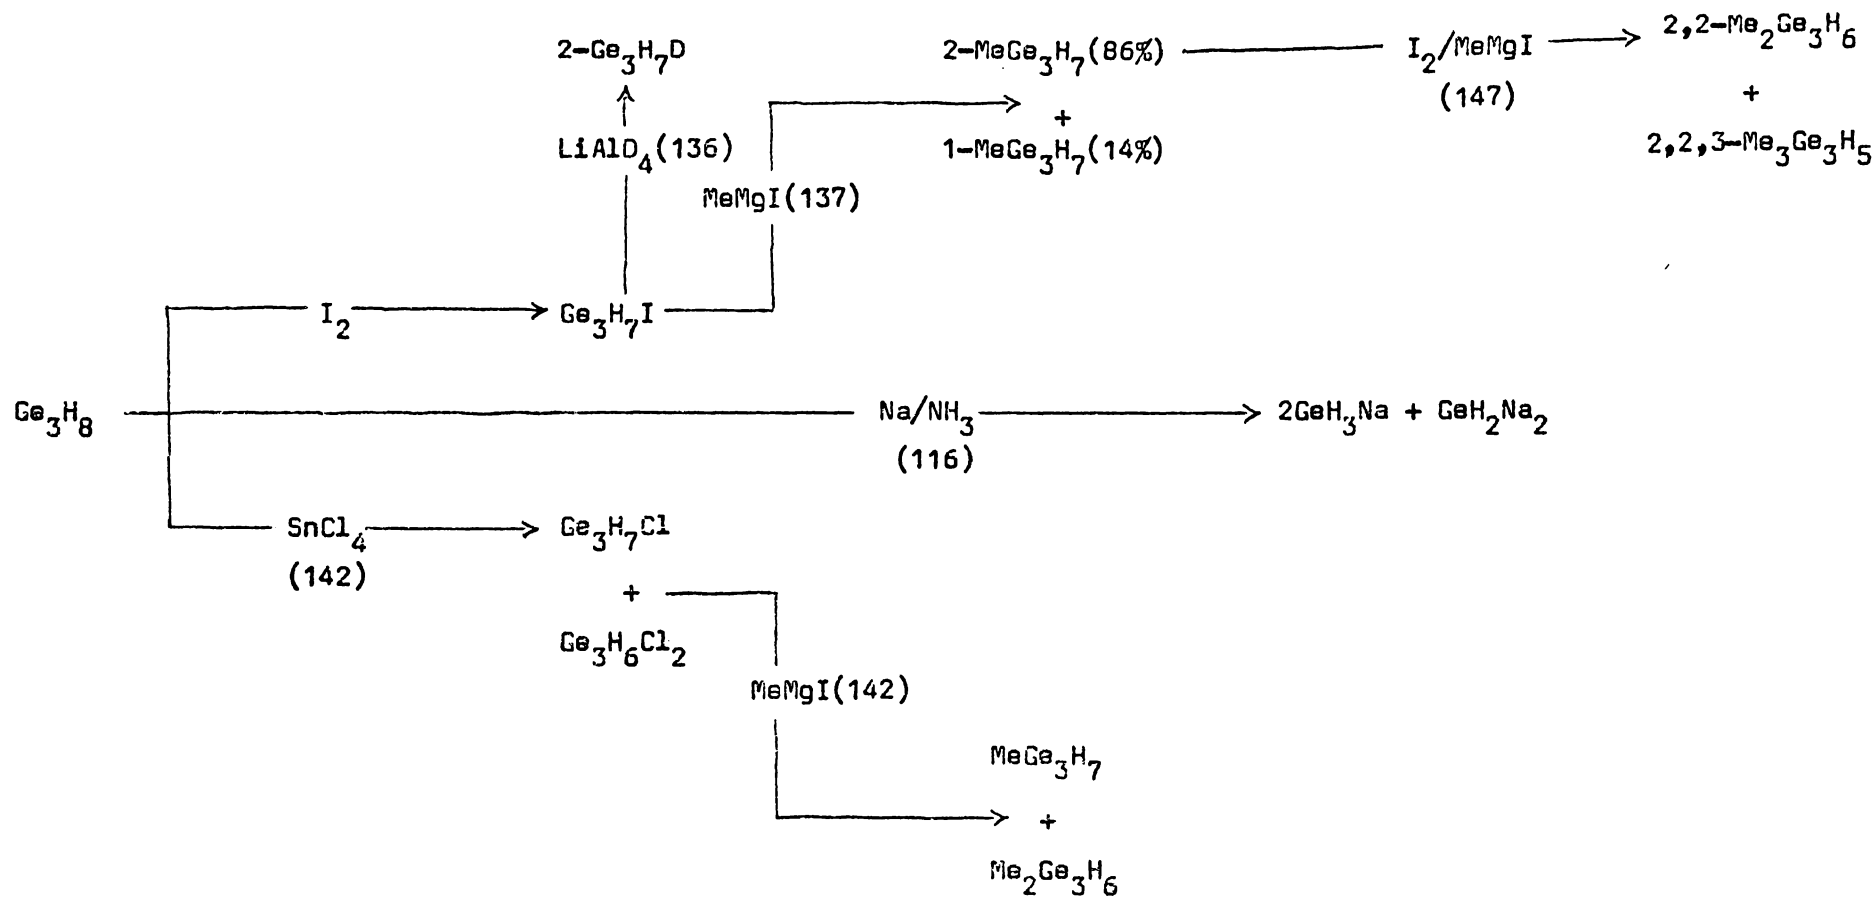 2-Ge3H7D
2-MeGe3H7(86%)
I2/MeMgI
2,2-Me2Ge3H6
(147)
+
+
LiAlD4(136)
1-MeGe3H7(14%)
2,2,3-Me3Ge3H5
MeMgI(137)
I2
Ge3H7I
Ge3H8
Na/NH3
2GeH3Na + GeH2Na2
(116)
SnCl4
Ge3H7Cl
(142)
+
Ge3H6Cl2
MeMgI(142)
MeGe3H7
+
Me2Ge3H6